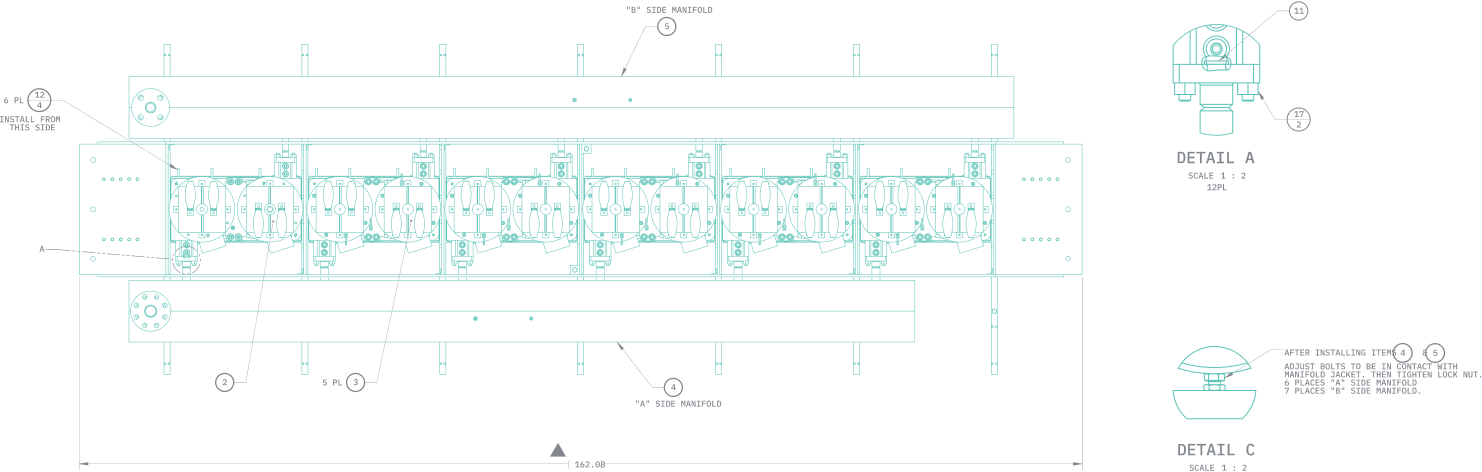 "B" SIDE MANIFOLD
5
11
6 PL
12
4
INSTALL FROM
THIS SIDE
17
2
DETAIL A
SCALE 1 : 2
12PL
A
2
5 PL
3
4
"A" SIDE MANIFOLD
AFTER INSTALLING ITEMS 4 & 5
ADJUST BOLTS TO BE IN CONTACT WITH
MANIFOLD JACKET. THEN TIGHTEN LOCK NUT.
6 PLACES "A" SIDE MANIFOLD
7 PLACES "B" SIDE MANIFOLD.
DETAIL C
SCALE 1 : 2
( 162.08